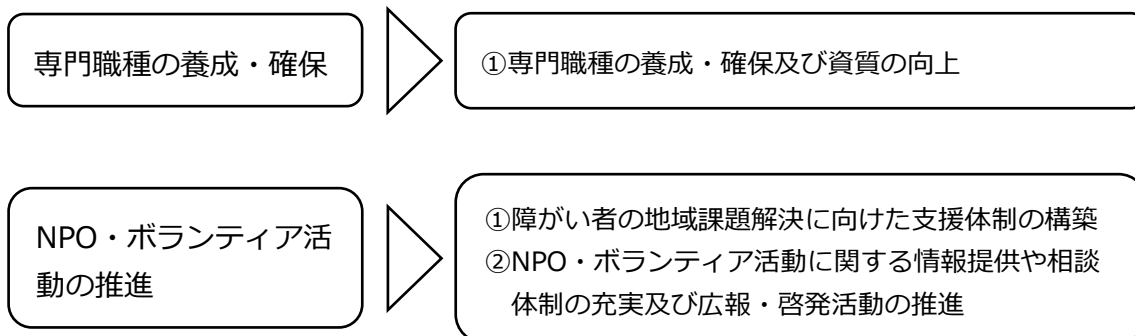 専門職種の養成・確保
①専門職種の養成・確保及び資質の向上
NPO・ボランティア活
動の推進
①障がい者の地域課題解決に向けた支援体制の構築
②NPO・ボランティア活動に関する情報提供や相談
体制の充実及び広報・啓発活動の推進